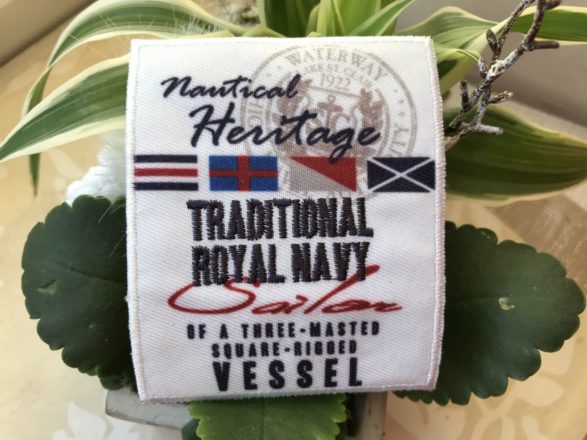 WATERWAY
1922
Nautical
Heritage
TRADITIONAL
ROYAL NAVY
Sailor
OF A THREE-MASTED
SQUARE-RIGGED
VESSEL